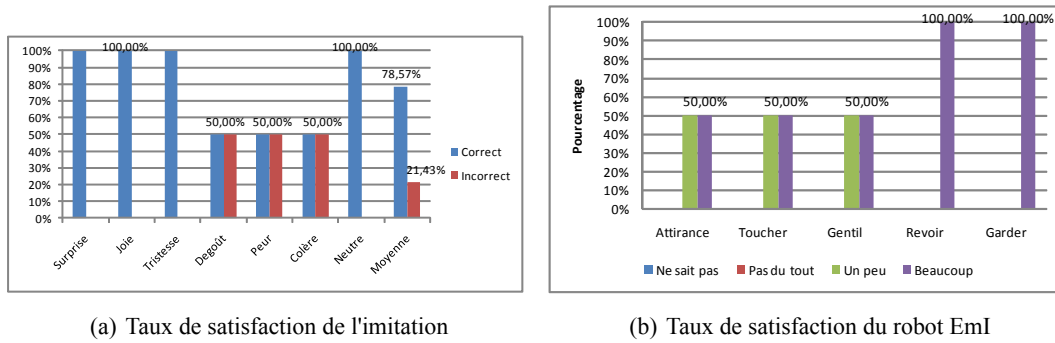 100,00%
100,00%
78,57%
50,00%
50,00%
50,00%
21,43%
100%
90%
80%
70%
60%
50%
40%
30%
20%
10%
0%
Surprise
Joie
Tristesse
Degoût
Peur
Colère
Neutre
Moyenne
Correct
Incorrect
(a) Taux de satisfaction de l'imitation
100,00%
100,00%
50,00%
50,00%
50,00%
Pourcentage
100%
90%
80%
70%
60%
50%
40%
30%
20%
10%
0%
Attirance
Toucher
Gentil
Revoir
Garder
Ne sait pas
Pas du tout
Un peu
Beaucoup
(b) Taux de satisfaction du robot EmI